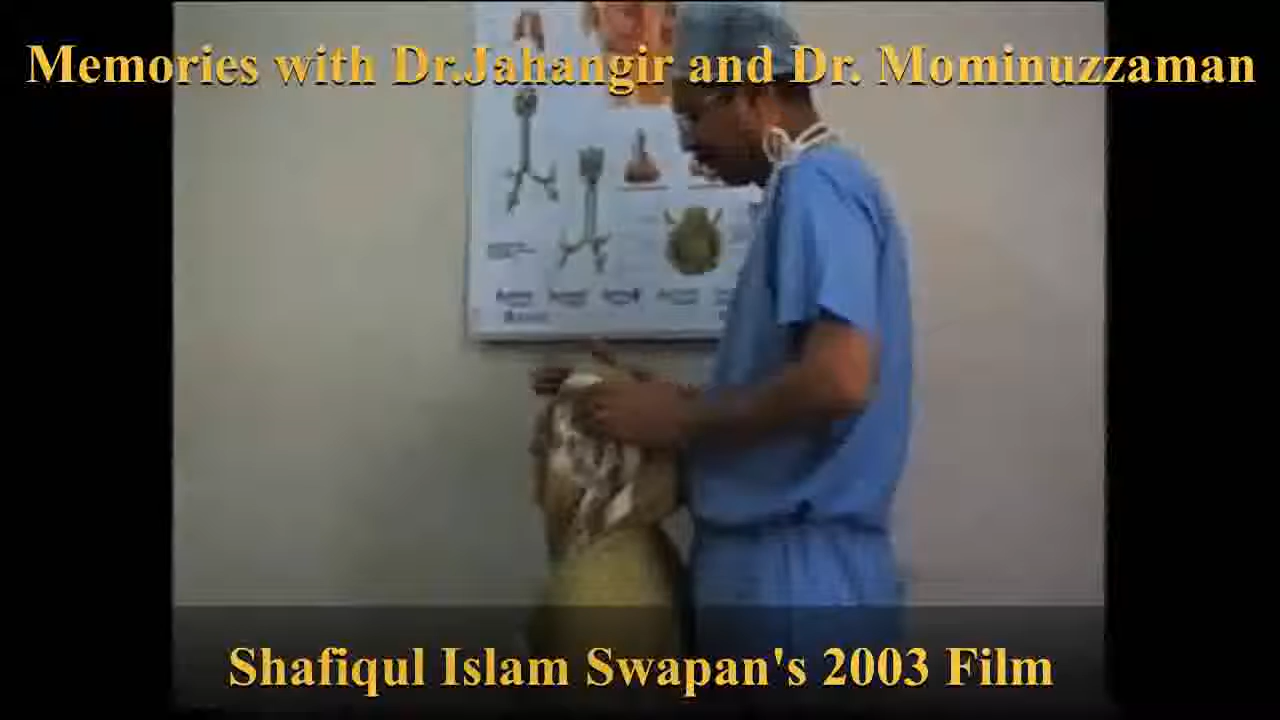 Memories with Dr.Jahangir and Dr. Mominuzzaman
Shafiqul Islam Swapan's 2003 Film